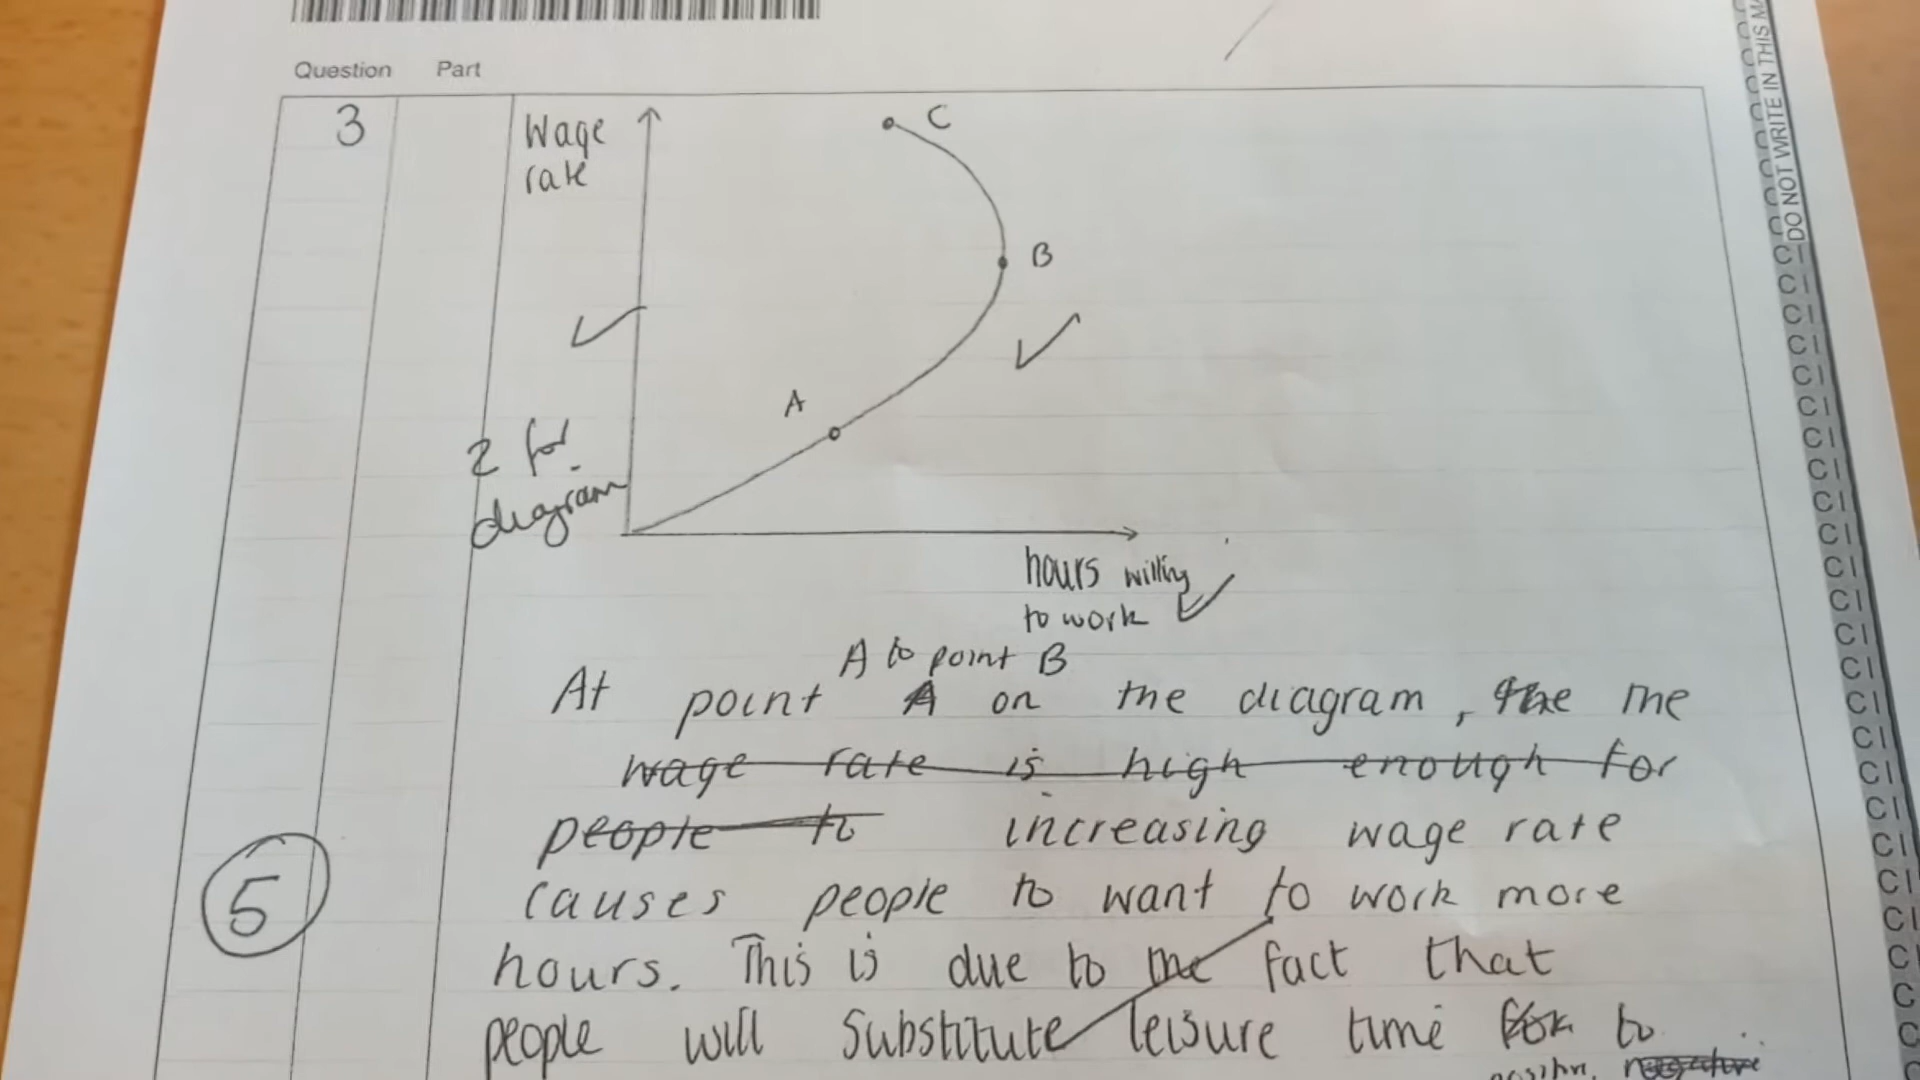 Question Part
3
Wage
rate
C
B
A
2 for
diagram
hours willing
to work
A to point B
At point A on the diagram, the the
wage rate is high enough for
people to increasing wage rate
causes people to want to work more
hours. This is due to the fact that
5
people will substitute leisure time for to
negative
DO NOT WRITE IN THIS